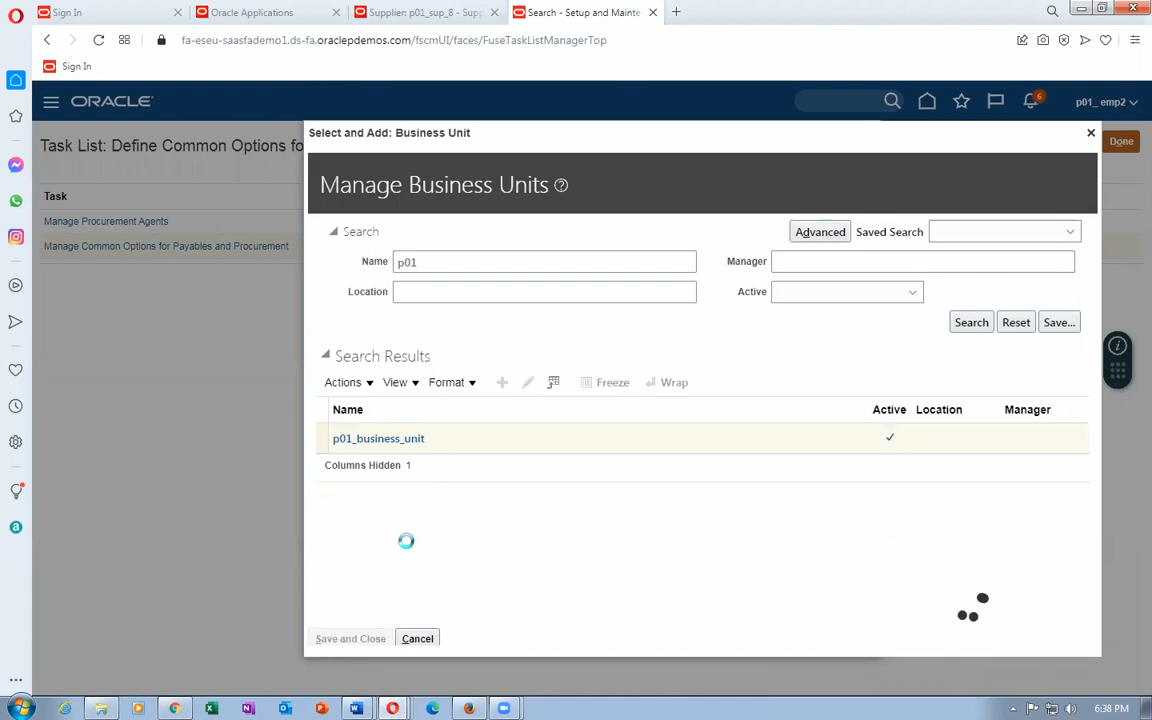 Sign In
Oracle Applications
Supplier: p01_sup_8 - Supp
Search - Setup and Mainte
fa-eseu-saasfademo1.ds-fa.oraclepdemos.com/fscmUI/faces/FuseTaskListManagerTop
Sign In
ORACLE
6
p01_ emp2
Task List: Define Common Options fo
Done
Task
Manage Procurement Agents
Manage Common Options for Payables and Procurement
Select and Add: Business Unit
Manage Business Units
Search
Advanced
Saved Search
Name
p01
Manager
Location
Active
Search
Reset
Save...
Search Results
Actions
View
Format
Freeze
Wrap
Name
Active
Location
Manager
p01_business_unit
Columns Hidden 1
Save and Close
Cancel
6:38 PM